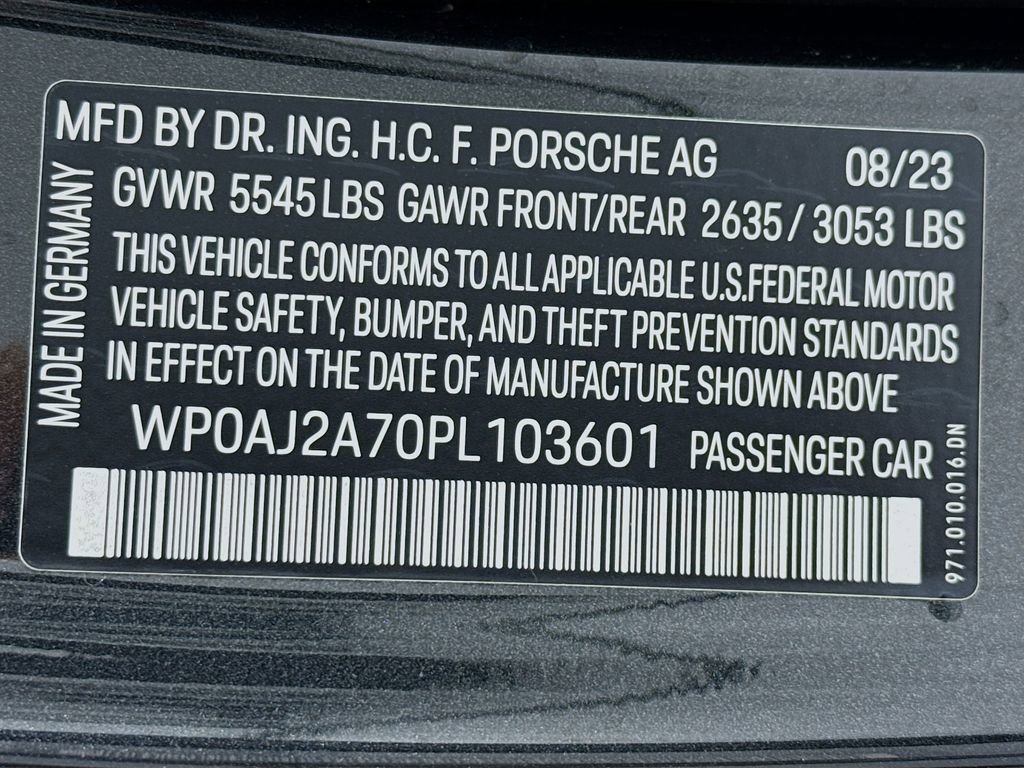 MFD BY DR. ING. H.C. F. PORSCHE AG 08/23
GVWR 5545 LBS GAWR FRONT/REAR 2635 / 3053 LBS
THIS VEHICLE CONFORMS TO ALL APPLICABLE U.S. FEDERAL MOTOR
VEHICLE SAFETY, BUMPER, AND THEFT PREVENTION STANDARDS
IN EFFECT ON THE DATE OF MANUFACTURE SHOWN ABOVE
WP0AJ2A70PL103601 PASSENGER CAR
MADE IN GERMANY
971.010.016.DN